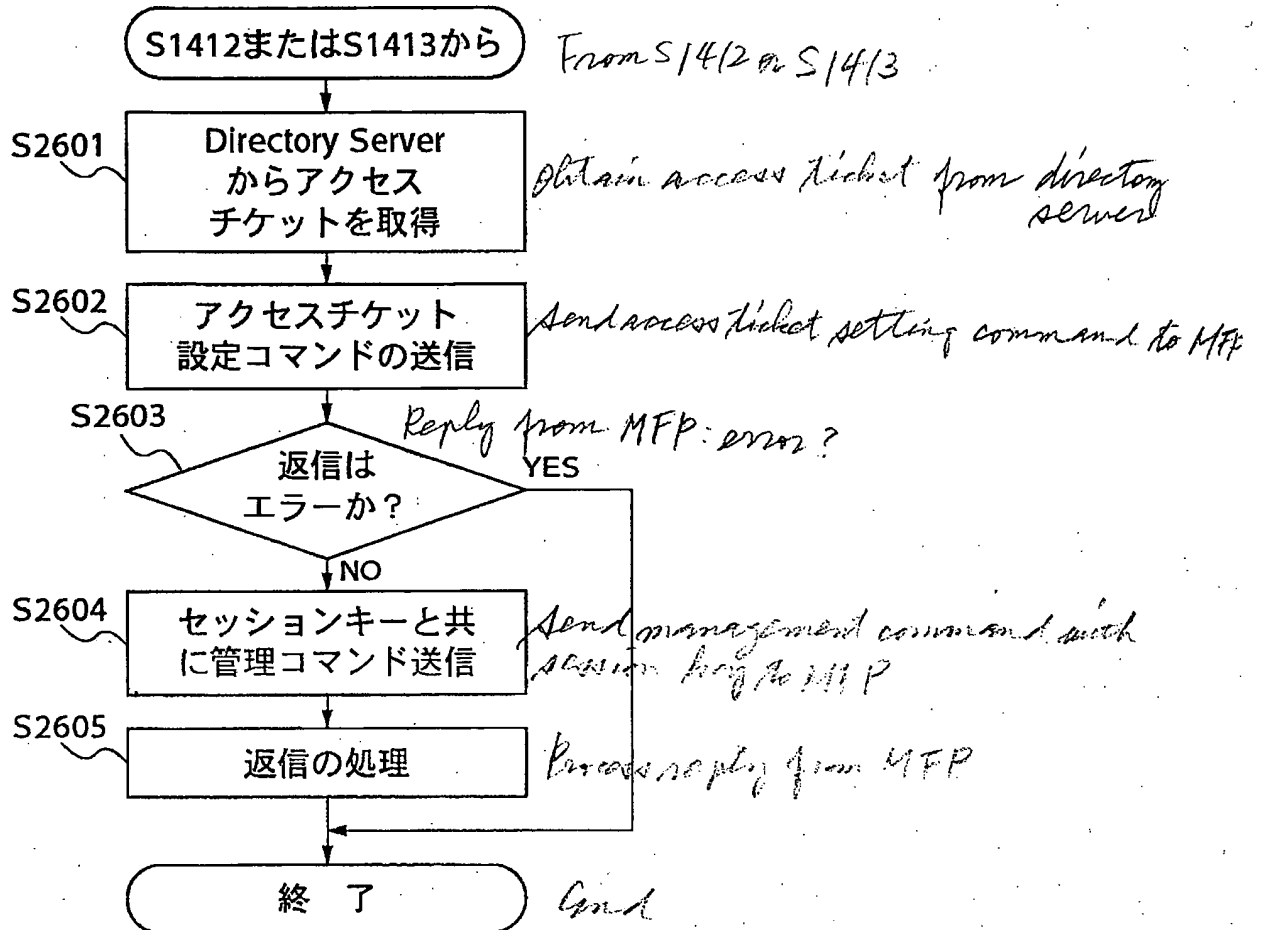 S1412またはS1413から
From S1412 or S1413
S2601
Directory Server
からアクセス
チケットを取得
Obtain access ticket from directory
server
S2602
アクセスチケット
設定コマンドの送信
Send access ticket setting command to MFP
S2603
Reply from MFP: error?
返信は
エラーか?
YES
NO
S2604
セッションキーと共
に管理コマンド送信
Send management command with
session key to MFP
S2605
返信の処理
Process reply from MFP
終 了
End